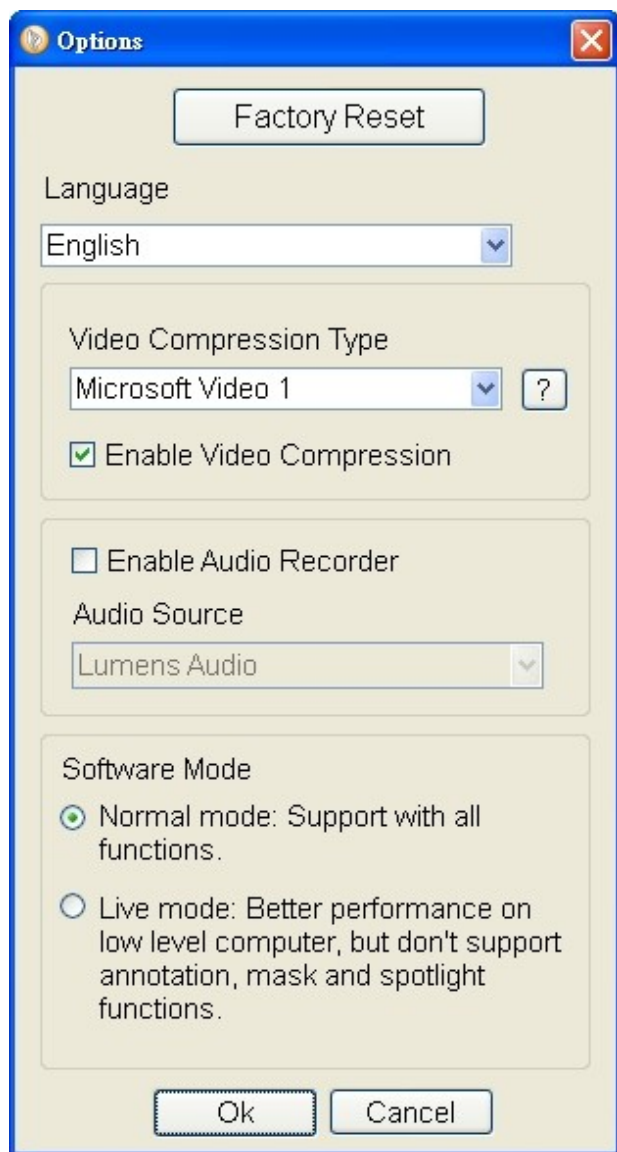 Options
Factory Reset
Language
English
Video Compression Type
Microsoft Video 1
?
Enable Video Compression
Enable Audio Recorder
Audio Source
Lumens Audio
Software Mode
Normal mode: Support with all
functions.
Live mode: Better performance on
low level computer, but don't support
annotation, mask and spotlight
functions.
Ok
Cancel